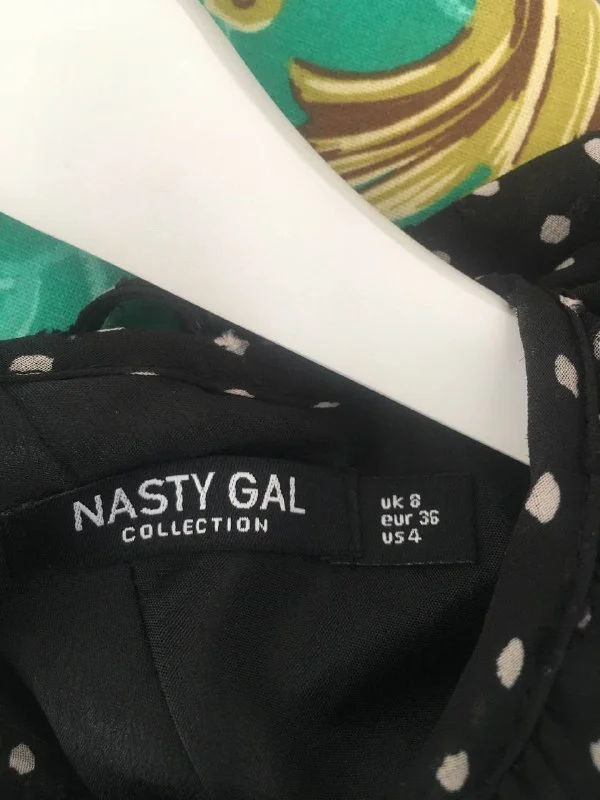 NASTY GAL
COLLECTION
uk 8
eur 36
us 4